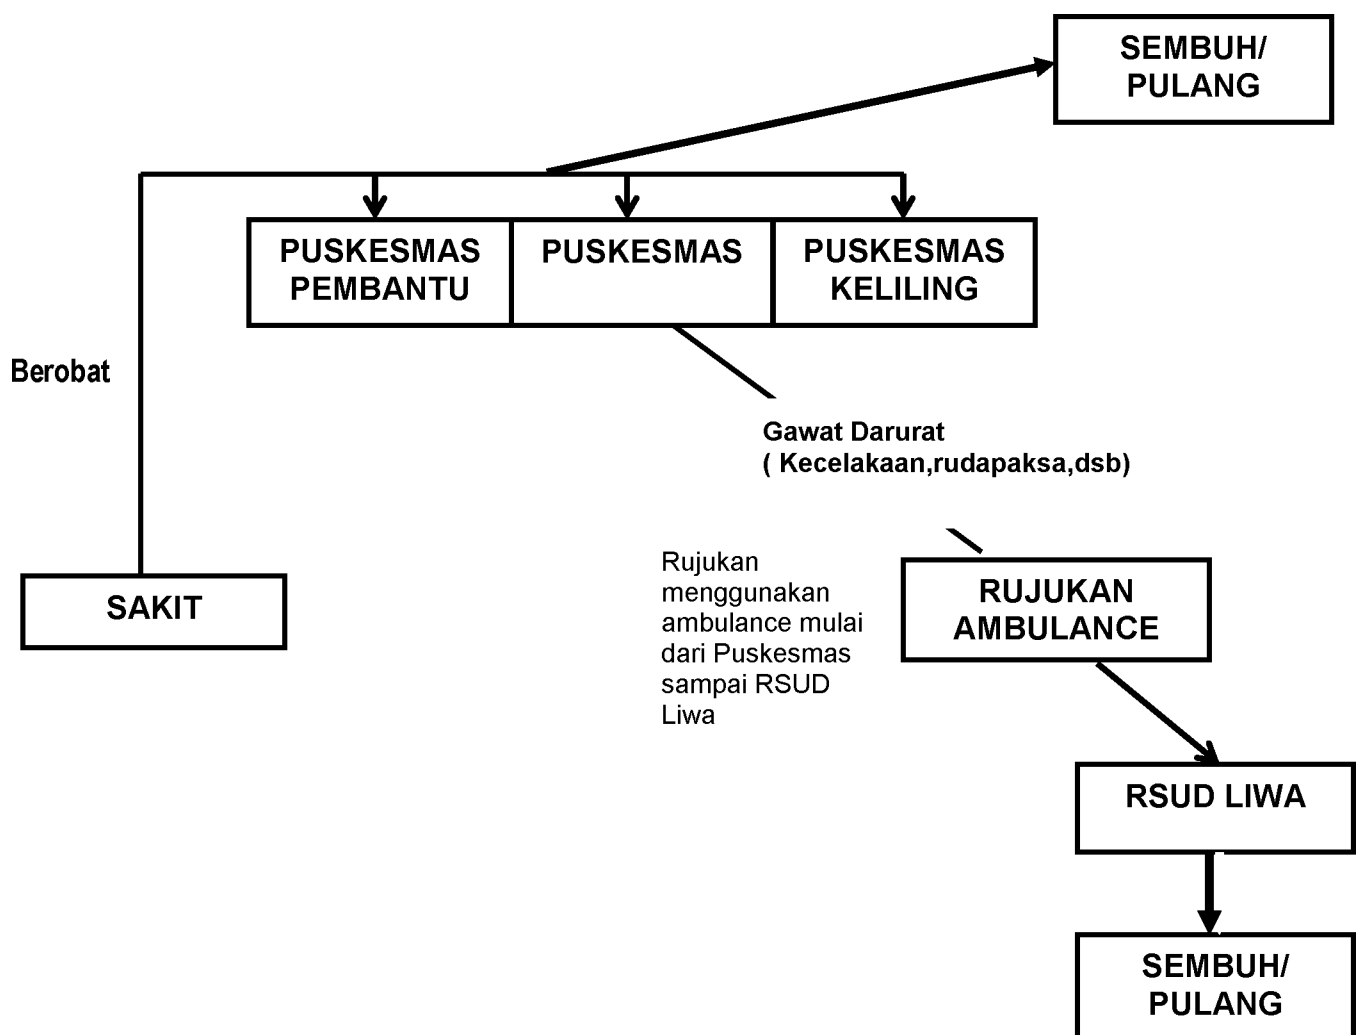 SEMBUH/
PULANG
PUSKESMAS
PEMBANTU
PUSKESMAS
PUSKESMAS
KELILING
Berobat
Gawat Darurat
( Kecelakaan,rudapaksa,dsb)
SAKIT
Rujukan
menggunakan
ambulance mulai
dari Puskesmas
sampai RSUD
Liwa
RUJUKAN
AMBULANCE
RSUD LIWA
SEMBUH/
PULANG